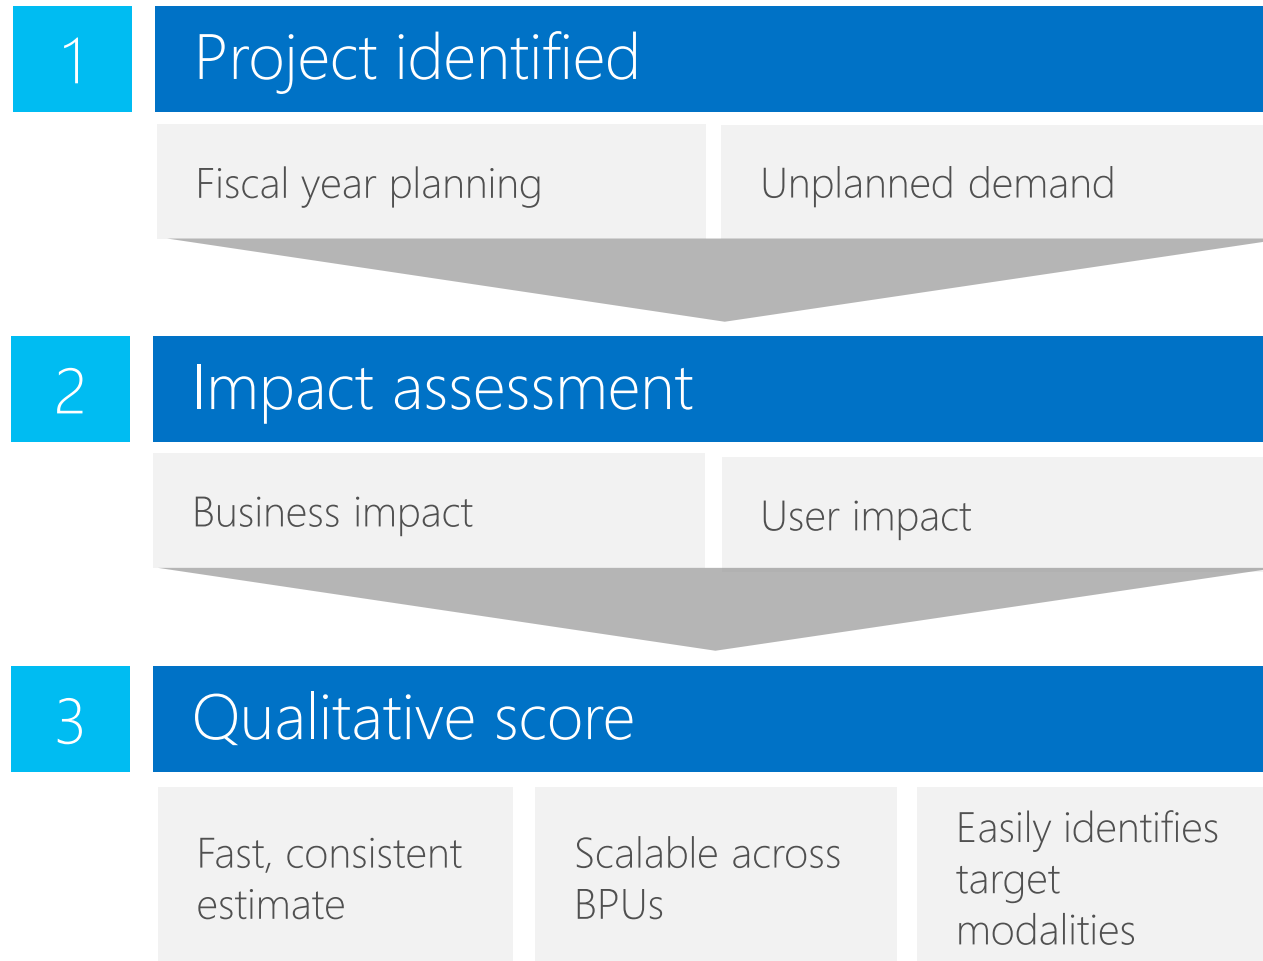 1
Project identified
Fiscal year planning
Unplanned demand
2
Impact assessment
Business impact
User impact
3
Qualitative score
Fast, consistent
estimate
Scalable across
BPUs
Easily identifies
target
modalities